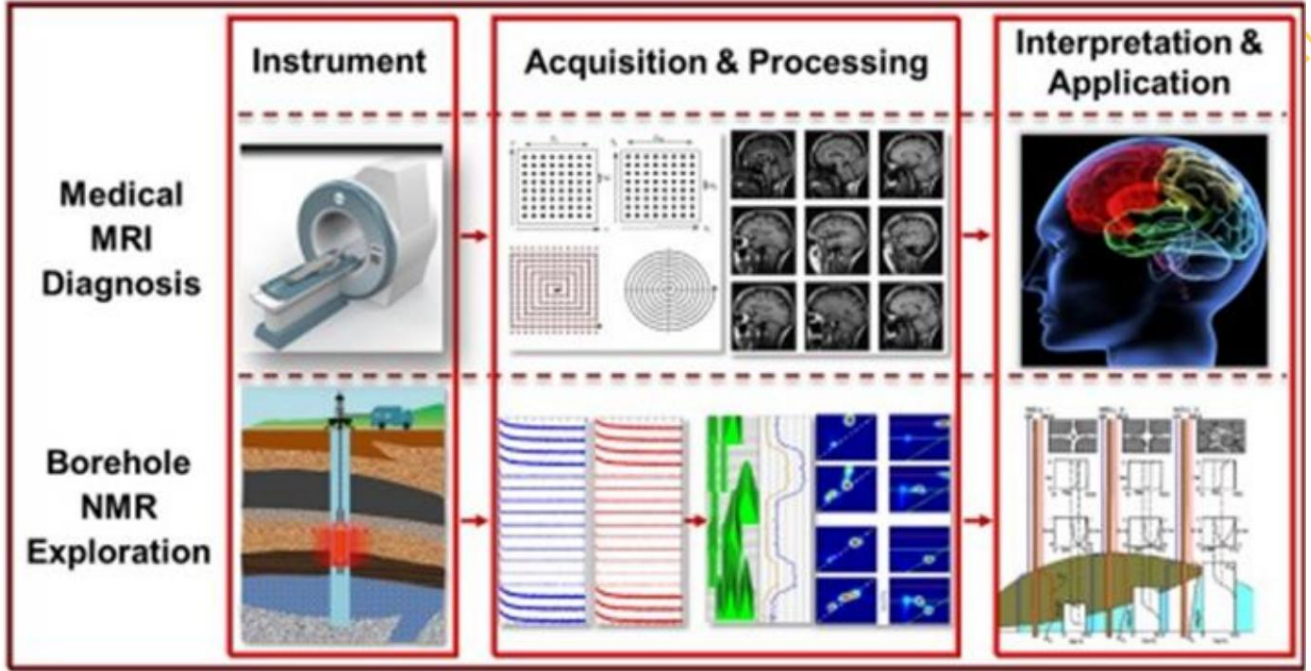 Instrument
Acquisition & Processing
Interpretation &
Application
Medical
MRI
Diagnosis
Borehole
NMR
Exploration